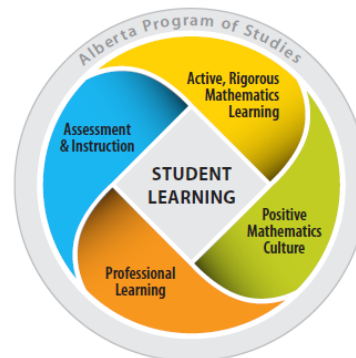 Alberta Program of Studies
Active, Rigorous
Mathematics
Learning
Assessment
& Instruction
STUDENT
LEARNING
Positive
Mathematics
Culture
Professional
Learning